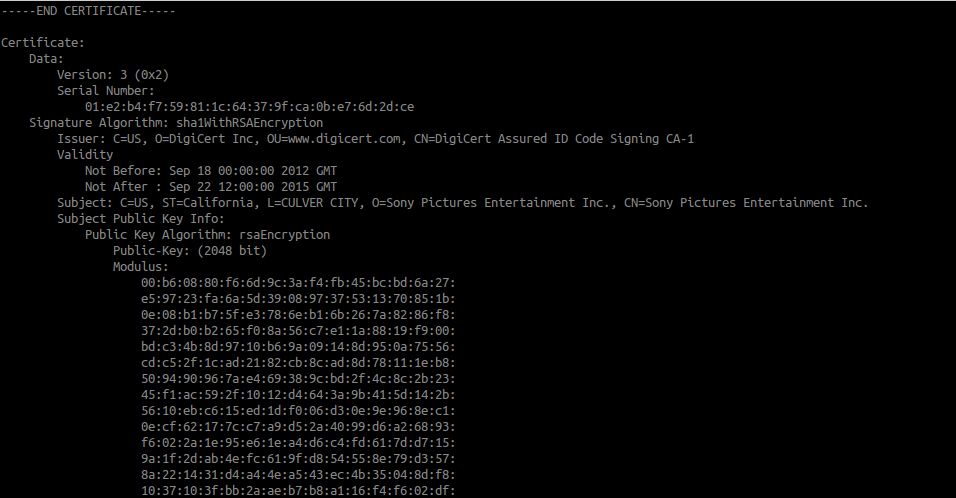 -----END CERTIFICATE-----
Certificate:
Data:
Version: 3 (0x2)
Serial Number:
01:e2:b4:f7:59:81:1c:64:37:9f:ca:0b:e7:6d:2d:ce
Signature Algorithm: sha1WithRSAEncryption
Issuer: C=US, O=DigiCert Inc, OU=www.digicert.com, CN=DigiCert Assured ID Code Signing CA-1
Validity
Not Before: Sep 18 00:00:00 2012 GMT
Not After : Sep 22 12:00:00 2015 GMT
Subject: C=US, ST=California, L=CULVER CITY, O=Sony Pictures Entertainment Inc., CN=Sony Pictures Entertainment Inc.
Subject Public Key Info:
Public Key Algorithm: rsaEncryption
Public-Key: (2048 bit)
Modulus:
00:b6:08:80:f6:6d:9c:3a:f4:fb:45:bc:bd:6a:27:
e5:97:23:fa:6a:5d:39:08:97:37:53:13:70:85:1b:
0e:08:b1:b7:5f:e3:78:6e:b1:6b:26:7a:82:86:f8:
37:2d:b0:b2:65:f0:8a:56:c7:e1:1a:88:19:f9:00:
bd:c3:4b:8d:97:10:b6:9a:09:14:8d:95:0a:75:56:
cd:c5:2f:1c:ad:21:82:cb:8c:ad:8d:78:11:1e:b8:
50:94:90:96:7a:e4:69:38:9c:bd:2f:4c:8c:2b:23:
45:f1:ac:59:2f:10:12:d4:64:3a:9b:41:5d:14:2b:
56:10:eb:c6:15:ed:1d:f0:06:d3:0e:9e:96:8e:c1:
0e:cf:62:17:7c:c7:a9:d5:2a:40:99:d6:a2:68:93:
f6:02:2a:1e:95:e6:1e:a4:d6:c4:fd:61:7d:d7:15:
9a:1f:2d:ab:4e:fc:61:9f:d8:54:55:8e:79:d3:57:
8a:22:14:31:d4:a4:4e:a5:43:ec:4b:35:04:8d:f8:
10:37:10:3f:bb:2a:ae:b7:b8:a1:16:f4:f6:02:df: